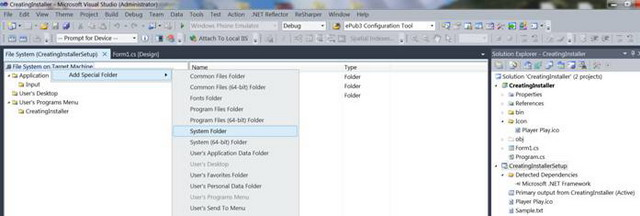 CreatingInstaller - Microsoft Visual Studio (Administrator)
File Edit View Project Build Debug Team Data Tools Test Action .NET Reflector ReSharper Window Help
Windows Phone Emulator Debug ePub3 Configuration Tool
-- Prompt for Device -- Attach To Local IIS
File System (CreatingInstallerSetup) Form1.cs [Design]
File System on Target Machine
Application
Input
User's Desktop
User's Programs Menu
CreatingInstaller
Add Special Folder
Common Files Folder
Common Files (64-bit) Folder
Fonts Folder
Program Files Folder
Program Files (64-bit) Folder
System Folder
System (64-bit) Folder
User's Application Data Folder
User's Desktop
User's Favorites Folder
User's Personal Data Folder
User's Programs Menu
User's Send To Menu
Name Type
Folder
Folder
Folder
Solution Explorer - CreatingInstaller
Solution 'CreatingInstaller' (2 projects)
CreatingInstaller
Properties
References
bin
Icon
Player Play.ico
obj
Form1.cs
Program.cs
CreatingInstallerSetup
Detected Dependencies
Microsoft .NET Framework
Primary output from CreatingInstaller (Active)
Player Play.ico
Sample.txt